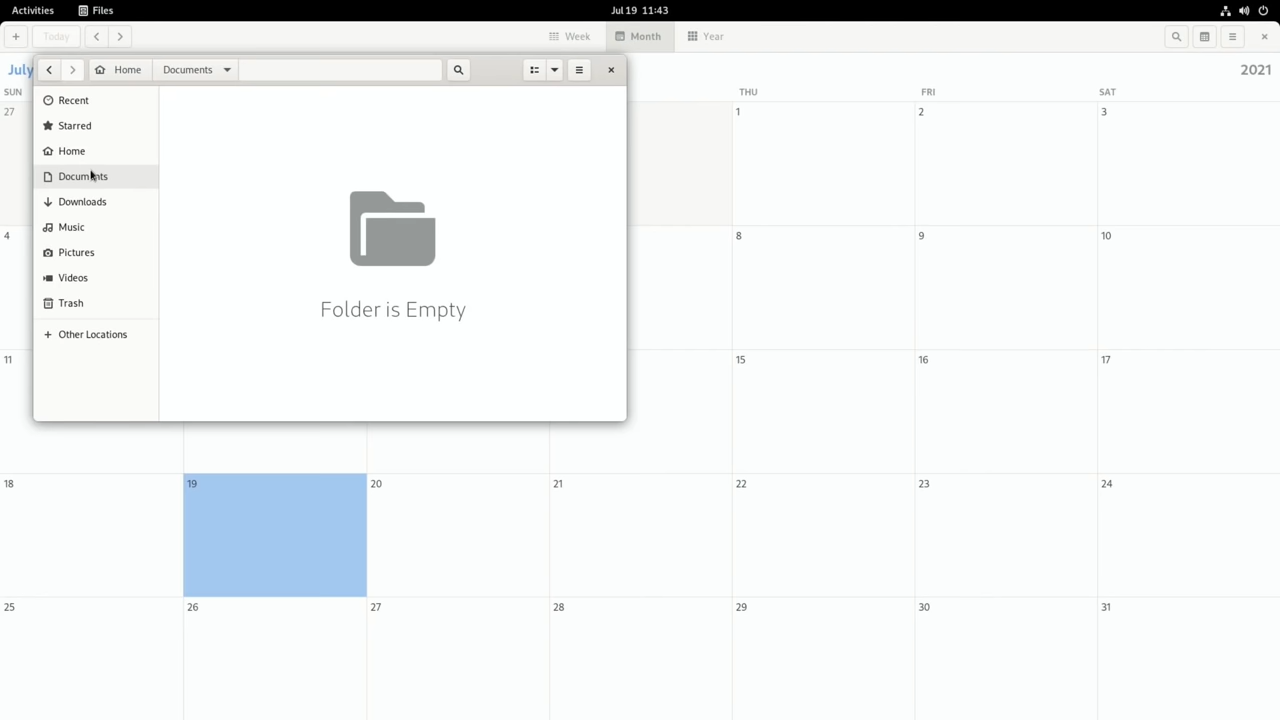 Activities Files Jul 19 11:43
Today Week Month Year
July 2021
Home Documents
SUN THU FRI SAT
Recent
Starred
Home
Documents
Downloads
Music
Pictures
Videos
Trash
Other Locations
Folder is Empty
27 1 2 3
4 8 9 10
11 15 16 17
18 19 20 21 22 23 24
25 26 27 28 29 30 31